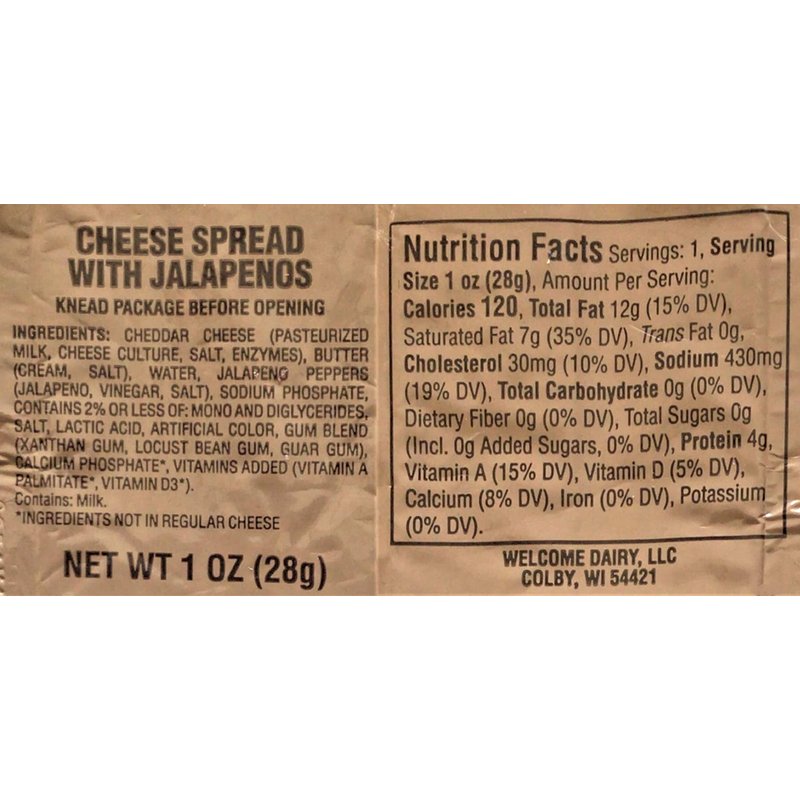 CHEESE SPREAD
WITH JALAPENOS
KNEAD PACKAGE BEFORE OPENING
INGREDIENTS: CHEDDAR CHEESE (PASTEURIZED
MILK, CHEESE CULTURE, SALT, ENZYMES), BUTTER
(CREAM, SALT), WATER, JALAPENO PEPPERS
(JALAPENO, VINEGAR, SALT), SODIUM PHOSPHATE,
CONTAINS 2% OR LESS OF: MONO AND DIGLYCERIDES,
SALT, LACTIC ACID, ARTIFICIAL COLOR, GUM BLEND
(XANTHAN GUM, LOCUST BEAN GUM, GUAR GUM),
CALCIUM PHOSPHATE*, VITAMINS ADDED (VITAMIN A
PALMITATE*, VITAMIN D3*).
Contains: Milk.
*INGREDIENTS NOT IN REGULAR CHEESE
NET WT 1 OZ (28g)
Nutrition Facts Servings: 1, Serving
Size 1 oz (28g), Amount Per Serving:
Calories 120, Total Fat 12g (15% DV),
Saturated Fat 7g (35% DV), Trans Fat 0g,
Cholesterol 30mg (10% DV), Sodium 430mg
(19% DV), Total Carbohydrate 0g (0% DV),
Dietary Fiber 0g (0% DV), Total Sugars 0g
(Incl. 0g Added Sugars, 0% DV), Protein 4g,
Vitamin A (15% DV), Vitamin D (5% DV),
Calcium (8% DV), Iron (0% DV), Potassium
(0% DV).
WELCOME DAIRY, LLC
COLBY, WI 54421